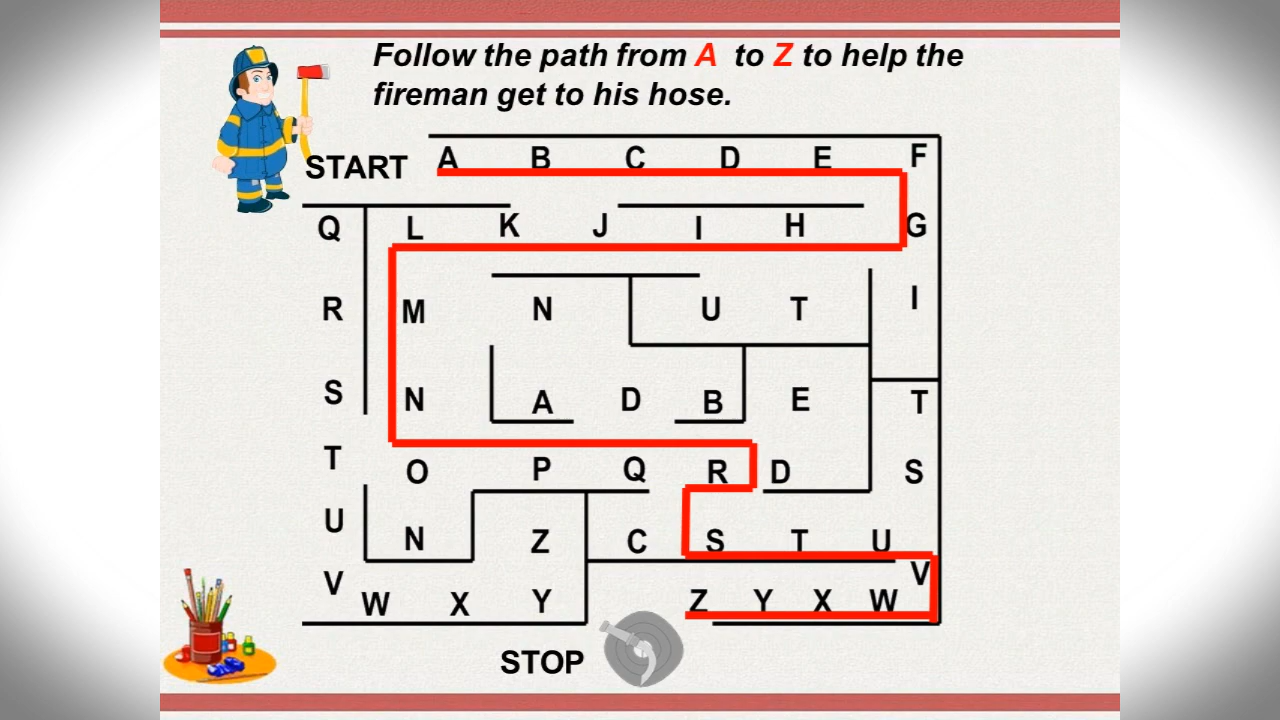 Follow the path from A to Z to help the
fireman get to his hose.
START A B C D E F
Q L K J I H G
R M N U T I
S N A D B E T
T O P Q R D S
U N Z C S T U
V W X Y Z Y X W V
STOP